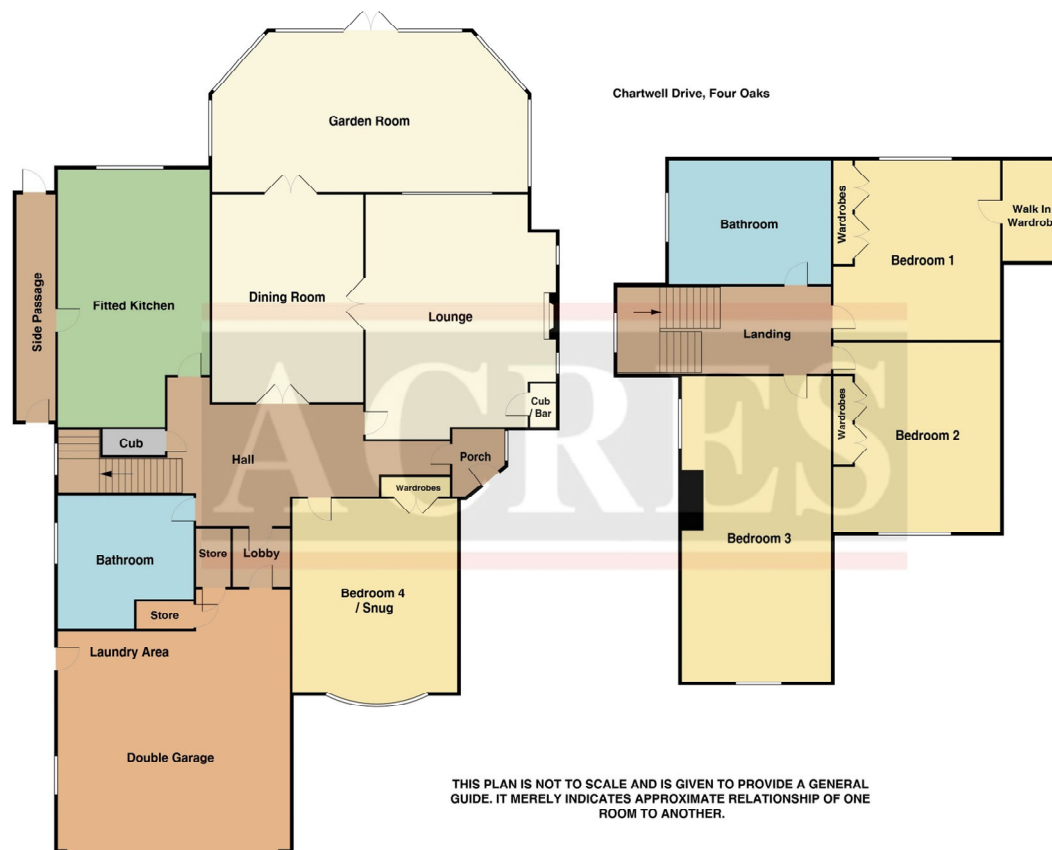 Chartwell Drive, Four Oaks
Garden Room
Side Passage
Fitted Kitchen
Dining Room
Lounge
Cub
/ Bar
Cub
Hall
Porch
Wardrobes
Bathroom
Store
Lobby
Store
Bedroom 4
/ Snug
Laundry Area
Double Garage
Bathroom
Wardrobes
Bedroom 1
Walk In
Wardrob
Landing
Wardrobes
Bedroom 2
Bedroom 3
ACRES
THIS PLAN IS NOT TO SCALE AND IS GIVEN TO PROVIDE A GENERAL
GUIDE. IT MERELY INDICATES APPROXIMATE RELATIONSHIP OF ONE
ROOM TO ANOTHER.